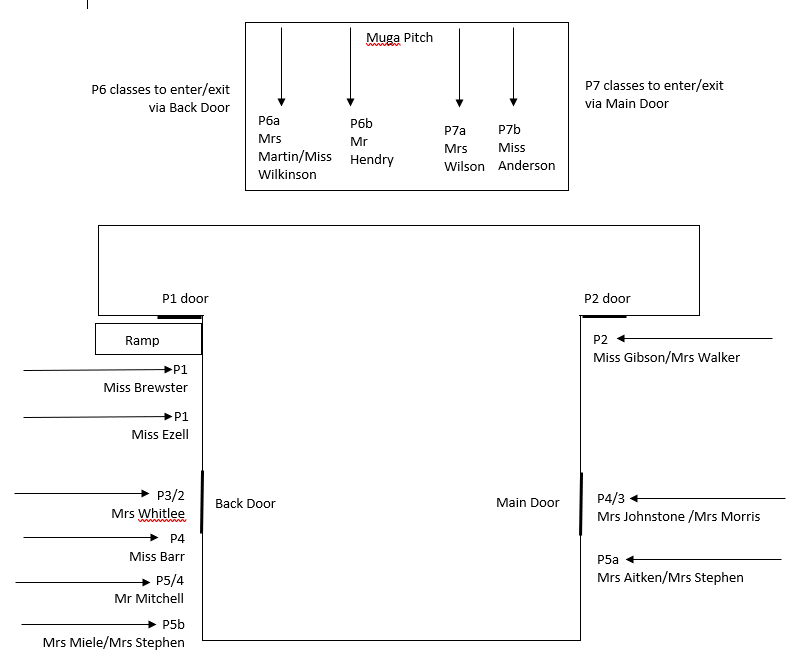 Muga Pitch
P6 classes to enter/exit
via Back Door
P7 classes to enter/exit
via Main Door
P6a
Mrs
Martin/Miss
Wilkinson
P6b
Mr
Hendry
P7a
Mrs
Wilson
P7b
Miss
Anderson
P1 door
P2 door
Ramp
P1
Miss Brewster
P1
Miss Ezell
P3/2
Mrs Whitlee
P4
Miss Barr
P5/4
Mr Mitchell
P5b
Mrs Miele/Mrs Stephen
Back Door
Main Door
P2
Miss Gibson/Mrs Walker
P4/3
Mrs Johnstone /Mrs Morris
P5a
Mrs Aitken/Mrs Stephen